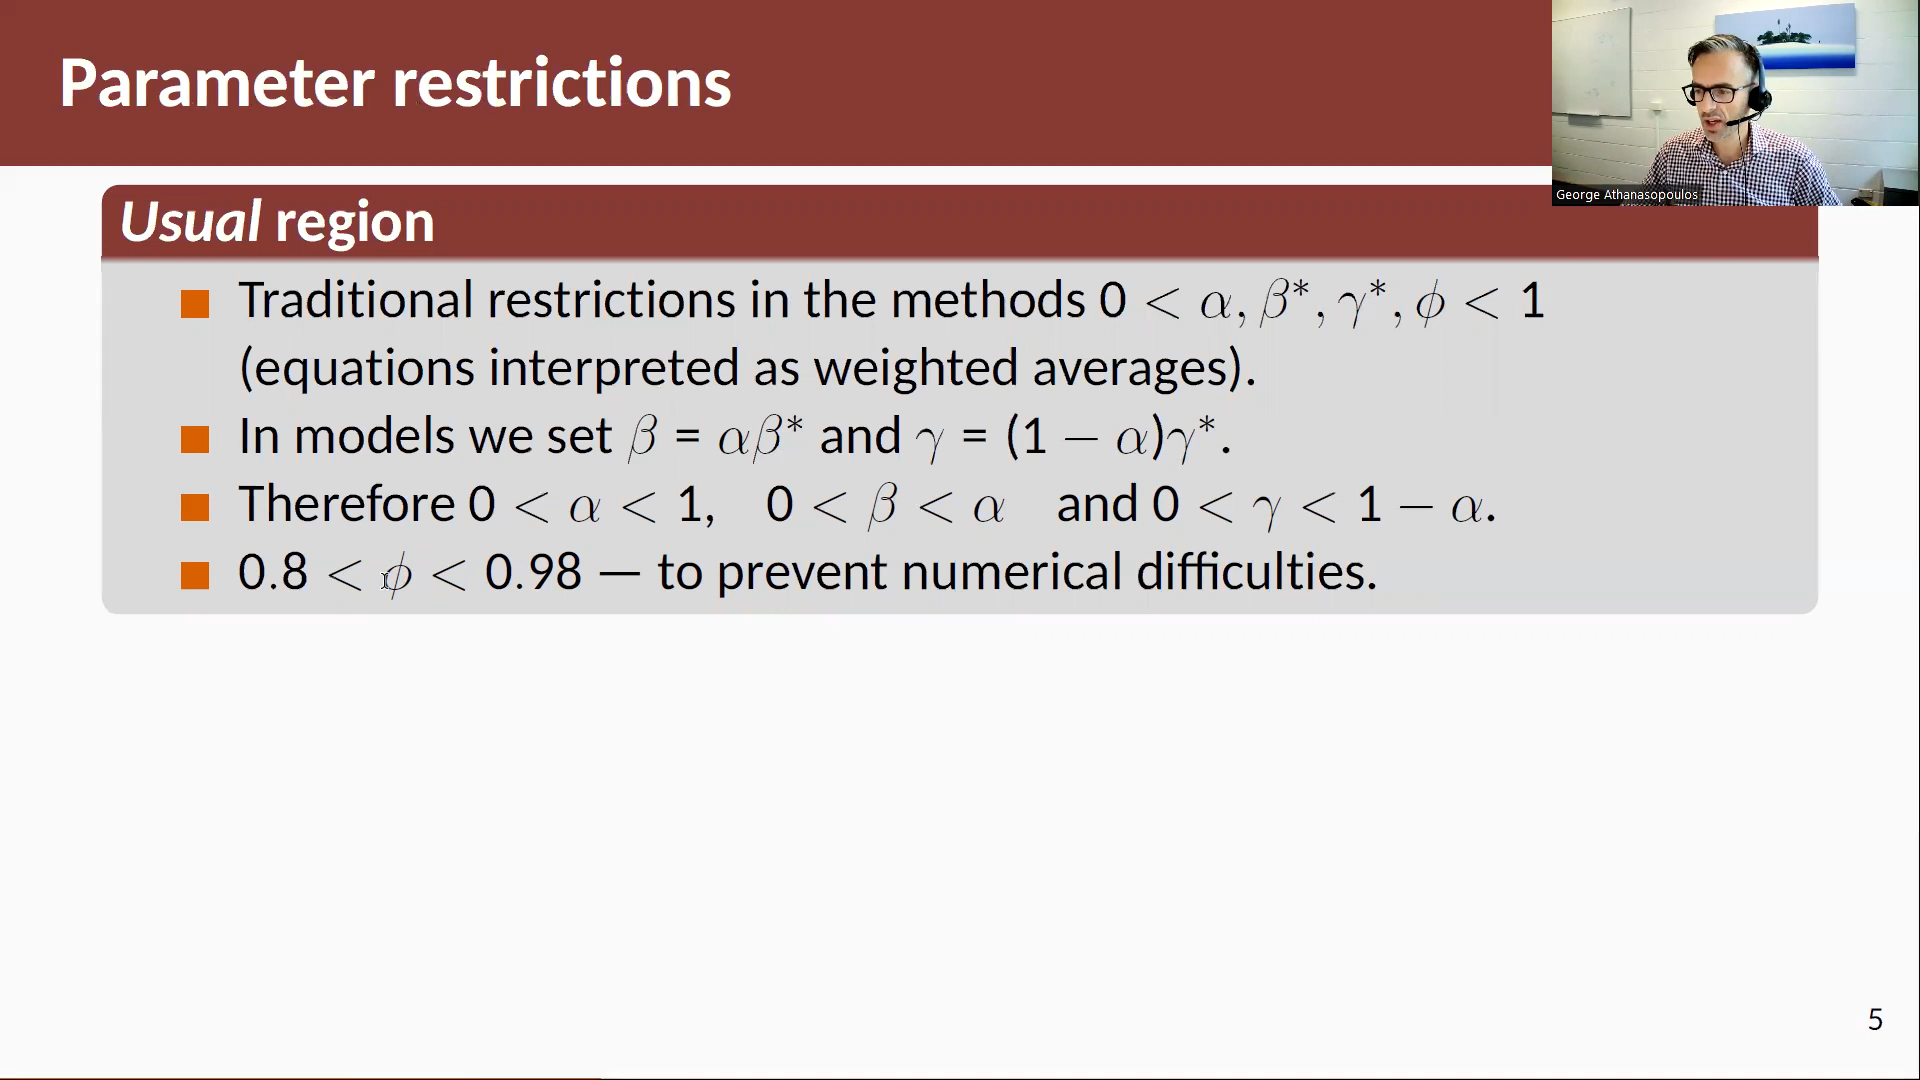 Parameter restrictions
George Athanasopoulos
Usual region
Traditional restrictions in the methods 0 < α, β*, γ*, ϕ < 1
(equations interpreted as weighted averages).
In models we set β = αβ* and γ = (1 − α)γ*.
Therefore 0 < α < 1, 0 < β < α and 0 < γ < 1 − α.
0.8 < ϕ < 0.98 — to prevent numerical difficulties.
5